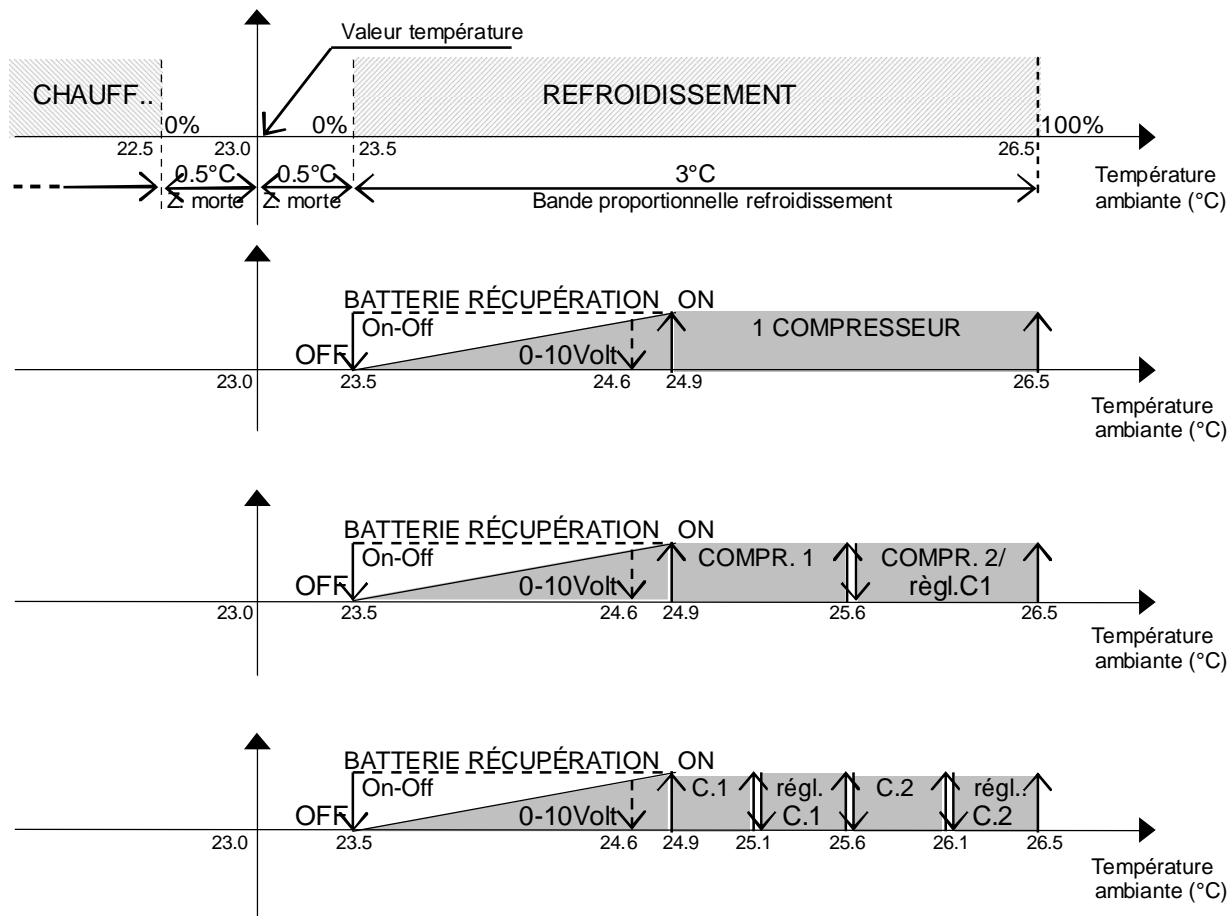 Valeur température
CHAUFF..
REFROIDISSEMENT
0%
0%
100%
22.5
23.0
23.5
26.5
0.5°C
0.5°C
3°C
Température
ambiante (°C)
Z. morte
Z. morte
Bande proportionnelle refroidissement
BATTERIE RÉCUPÉRATION ON
On-Off
1 COMPRESSEUR
OFF
0-10Volt
23.0
23.5
24.6
24.9
26.5
Température
ambiante (°C)
BATTERIE RÉCUPÉRATION ON
On-Off
COMPR. 1
COMPR. 2/
règl.C1
OFF
0-10Volt
23.0
23.5
24.6
24.9
25.6
26.5
Température
ambiante (°C)
BATTERIE RÉCUPÉRATION ON
On-Off
C.1
régl.
C.1
C.2
régl..
C.2
OFF
0-10Volt
23.0
23.5
24.6
24.9
25.1
25.6
26.1
26.5
Température
ambiante (°C)